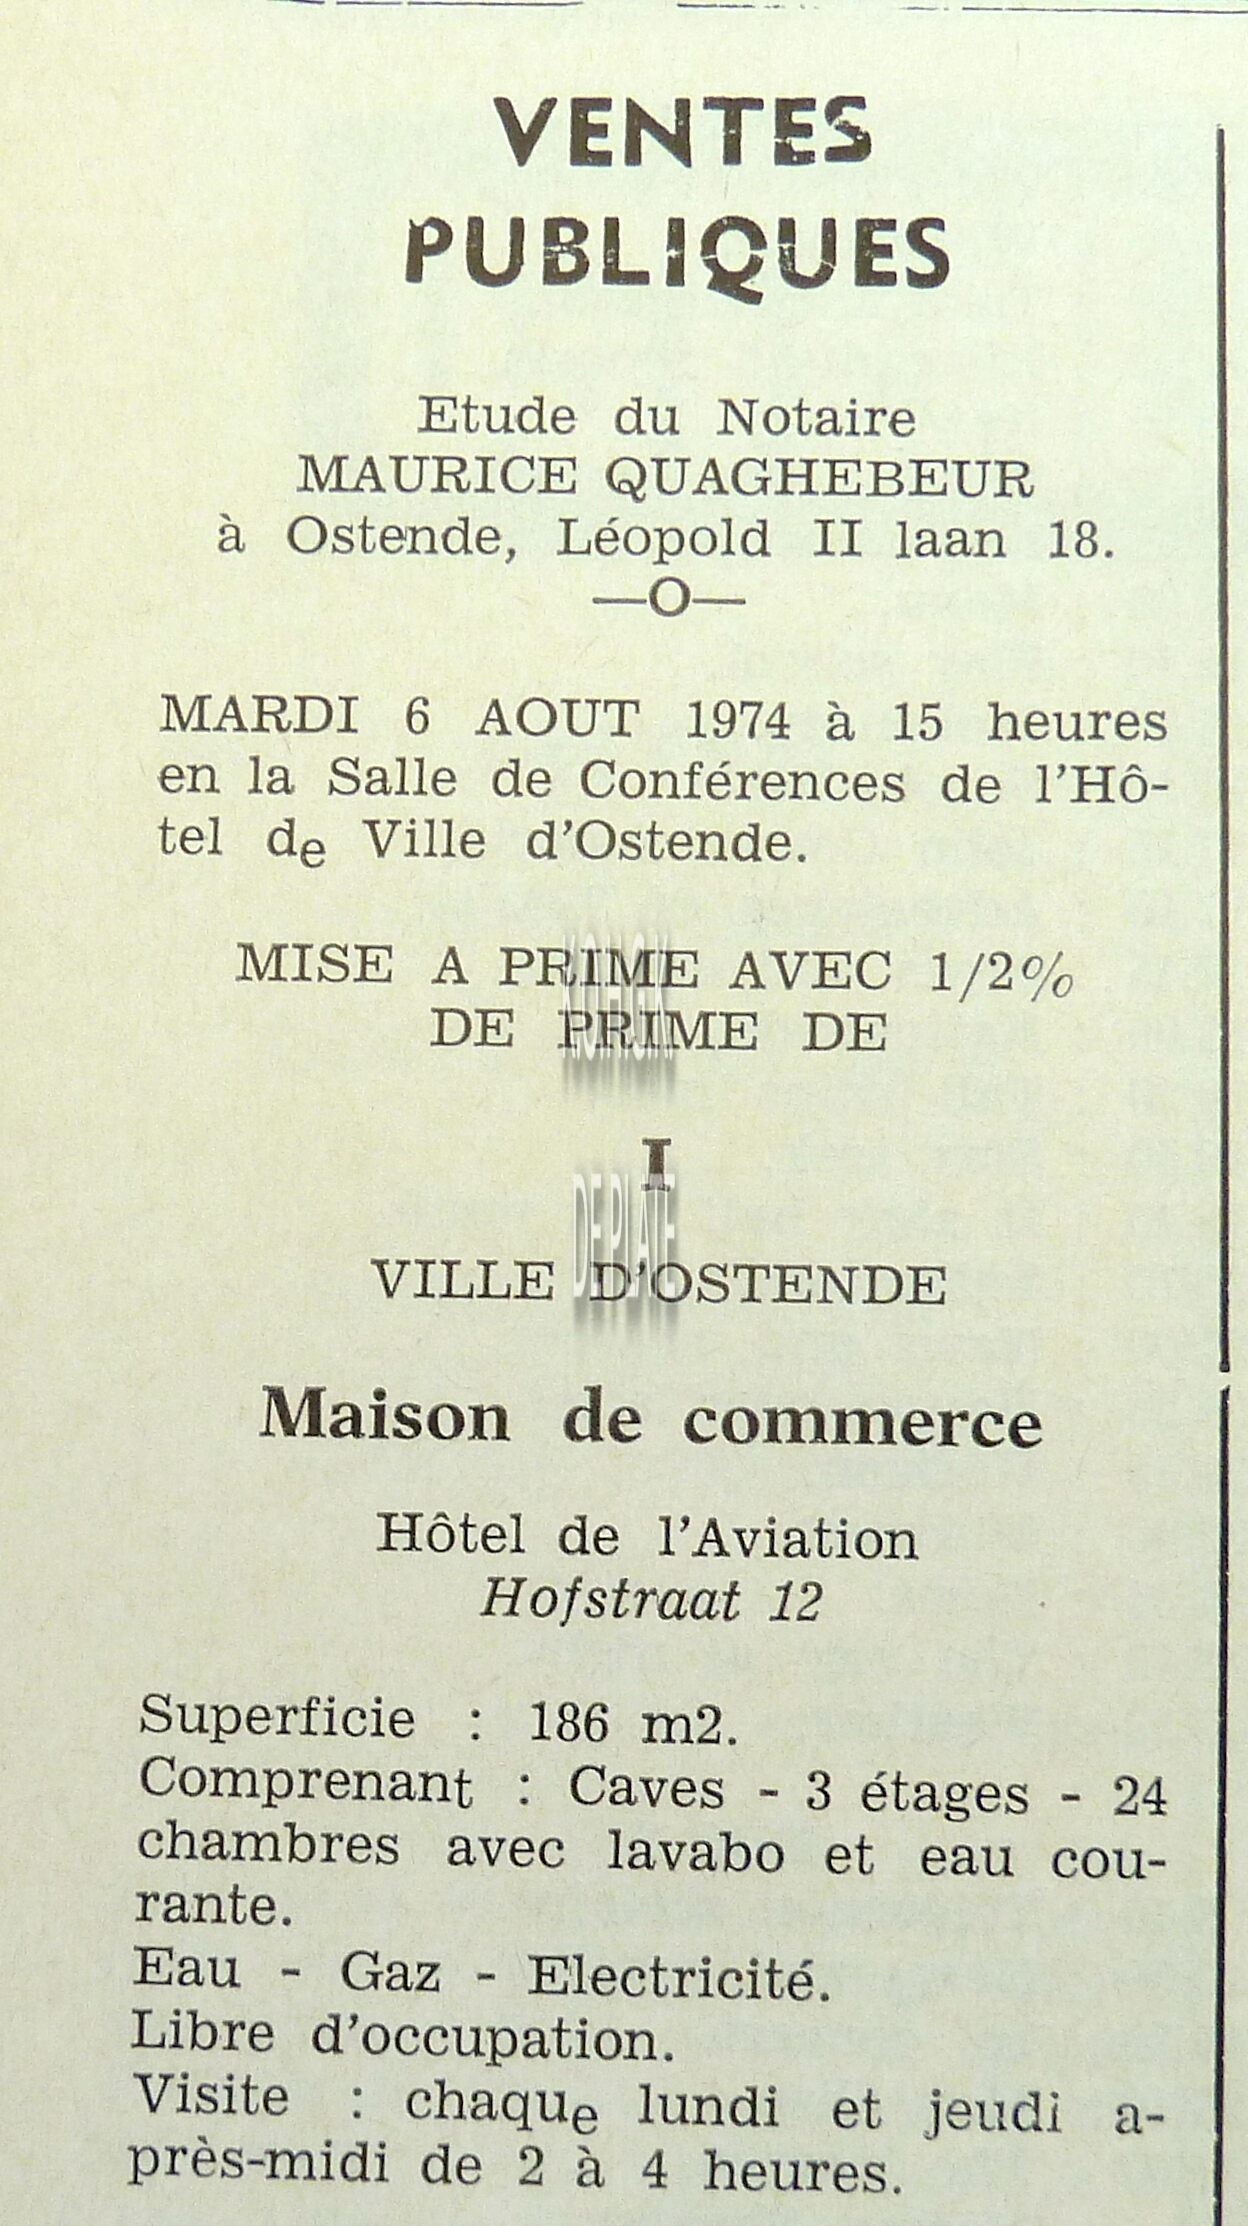 VENTES
PUBLIQUES
Etude du Notaire
MAURICE QUAGHEBEUR
à Ostende, Léopold II laan 18.
—O—
MARDI 6 AOUT 1974 à 15 heures
en la Salle de Conférences de l'Hô-
tel de Ville d'Ostende.
MISE A PRIME AVEC 1/2%
DE PRIME DE
KOHGK
I
DE PLATE
VILLE D'OSTENDE
Maison de commerce
Hôtel de l'Aviation
Hofstraat 12
Superficie : 186 m2.
Comprenant : Caves - 3 étages - 24
chambres avec lavabo et eau cou-
rante.
Eau - Gaz - Electricité.
Libre d'occupation.
Visite : chaque lundi et jeudi a-
près-midi de 2 à 4 heures.